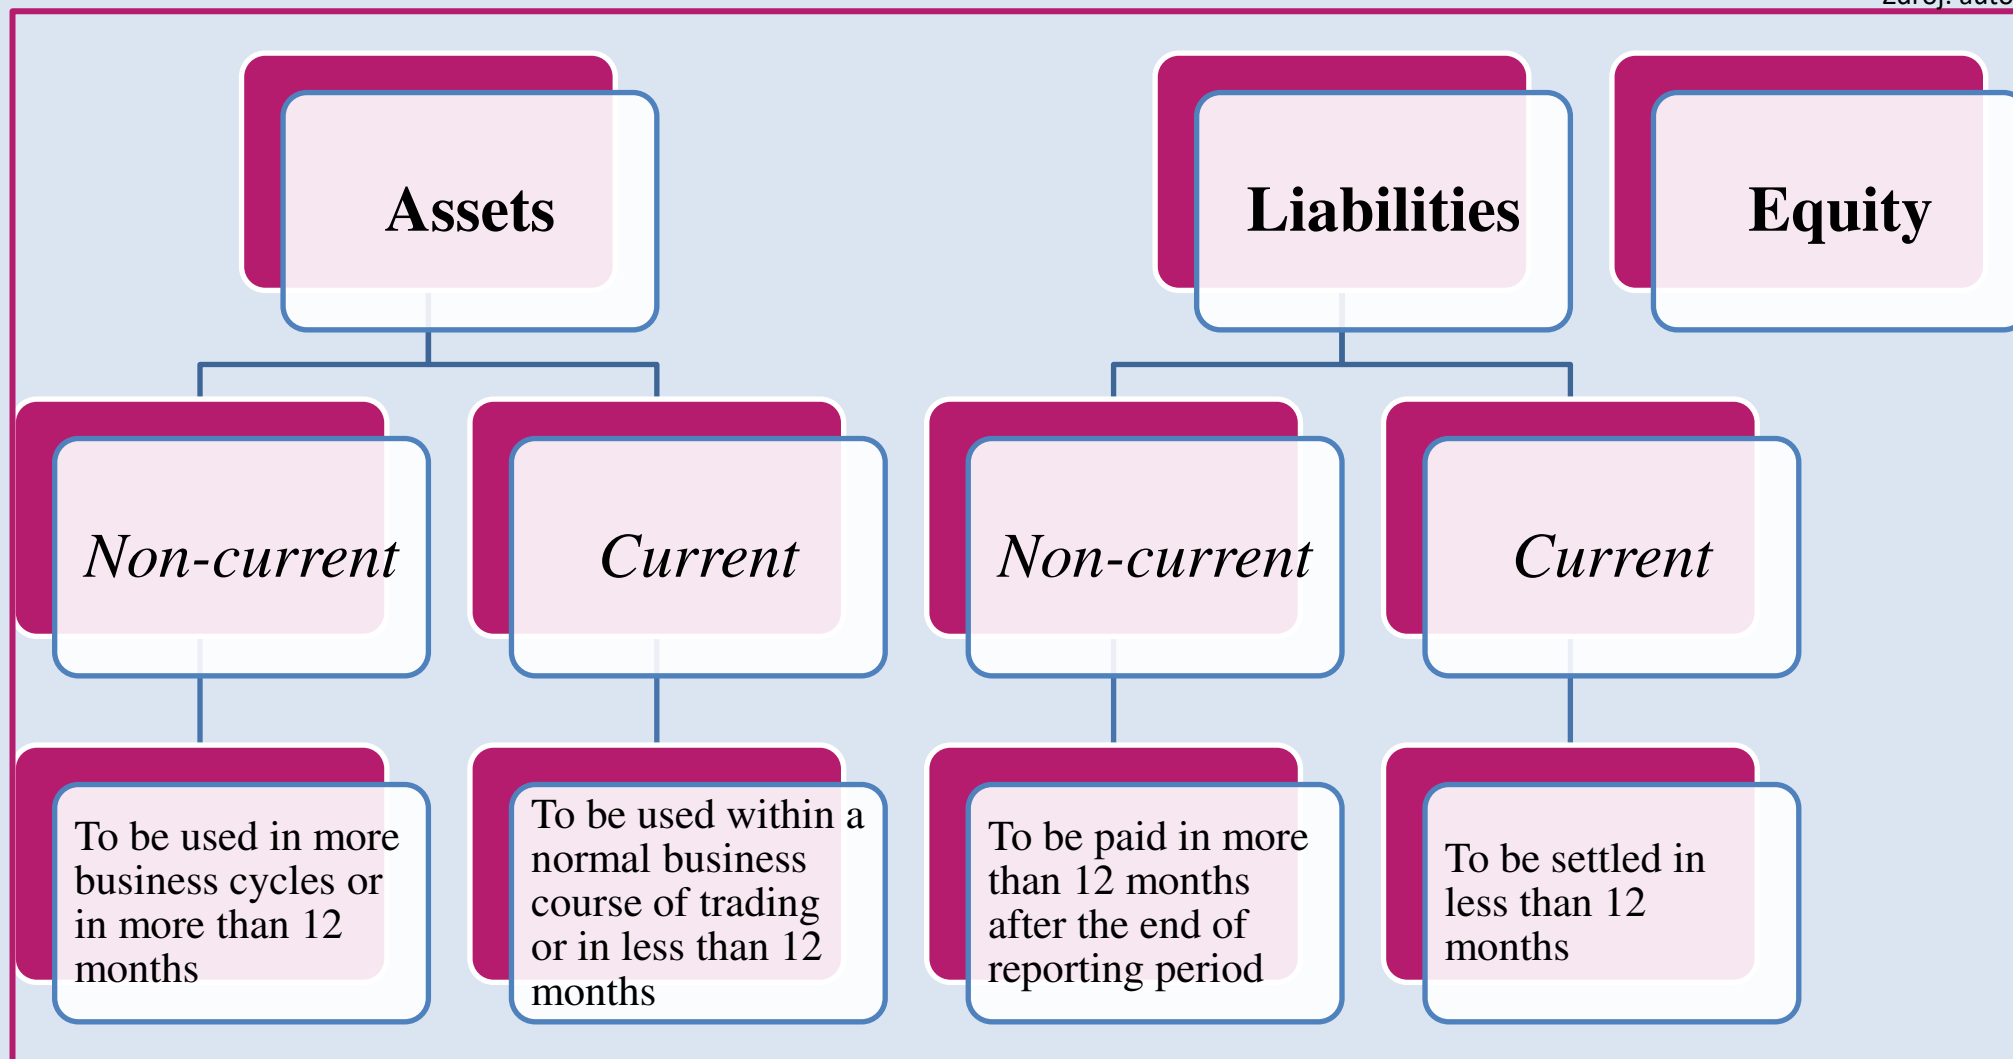 Assets
Liabilities
Equity
Non-current
Current
Non-current
Current
To be used in more
business cycles or
in more than 12
months
To be used within a
normal business
course of trading
or in less than 12
months
To be paid in more
than 12 months
after the end of
reporting period
To be settled in
less than 12
months